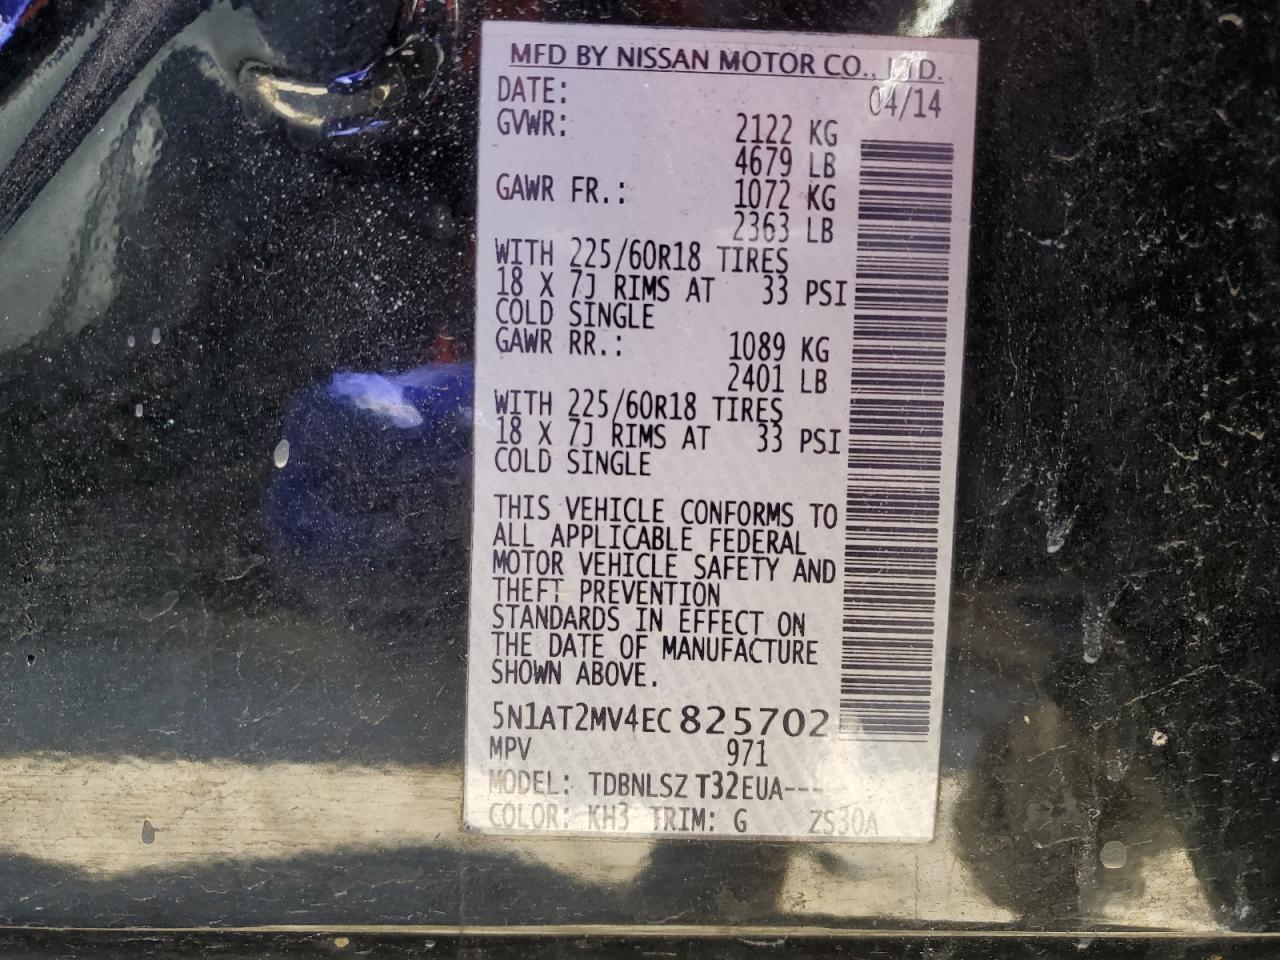 MFD BY NISSAN MOTOR CO., LTD.
DATE: 04/14
GVWR: 2122 KG
4679 LB
GAWR FR.: 1072 KG
2363 LB
WITH 225/60R18 TIRES
18 X 7J RIMS AT 33 PSI
COLD SINGLE
GAWR RR.: 1089 KG
2401 LB
WITH 225/60R18 TIRES
18 X 7J RIMS AT 33 PSI
COLD SINGLE
THIS VEHICLE CONFORMS TO
ALL APPLICABLE FEDERAL
MOTOR VEHICLE SAFETY AND
THEFT PREVENTION
STANDARDS IN EFFECT ON
THE DATE OF MANUFACTURE
SHOWN ABOVE.
5N1AT2MV4EC825702
MPV 971
MODEL: TDBNLSZ T32EUA---
COLOR: KH3 TRIM: G ZS30A